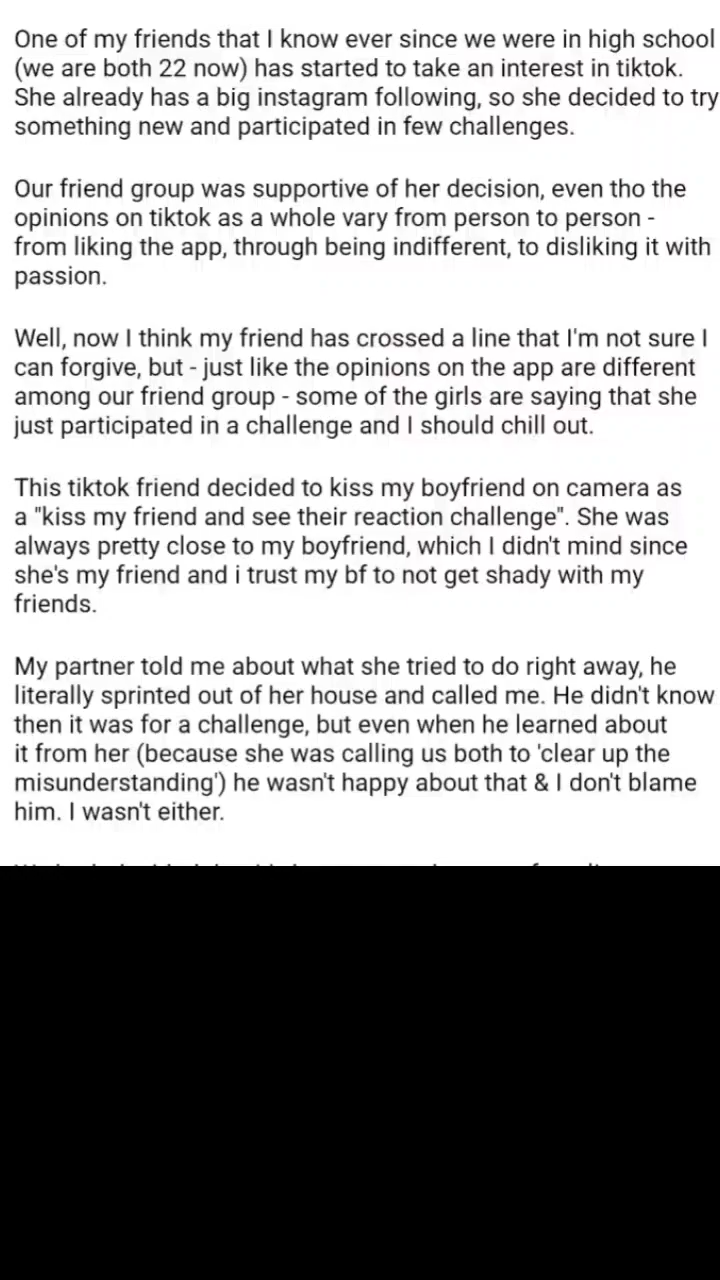 One of my friends that I know ever since we were in high school
(we are both 22 now) has started to take an interest in tiktok.
She already has a big instagram following, so she decided to try
something new and participated in few challenges.
Our friend group was supportive of her decision, even tho the
opinions on tiktok as a whole vary from person to person -
from liking the app, through being indifferent, to disliking it with
passion.
Well, now I think my friend has crossed a line that I'm not sure I
can forgive, but - just like the opinions on the app are different
among our friend group - some of the girls are saying that she
just participated in a challenge and I should chill out.
This tiktok friend decided to kiss my boyfriend on camera as
a "kiss my friend and see their reaction challenge". She was
always pretty close to my boyfriend, which I didn't mind since
she's my friend and i trust my bf to not get shady with my
friends.
My partner told me about what she tried to do right away, he
literally sprinted out of her house and called me. He didn't know
then it was for a challenge, but even when he learned about
it from her (because she was calling us both to 'clear up the
misunderstanding') he wasn't happy about that & I don't blame
him. I wasn't either.